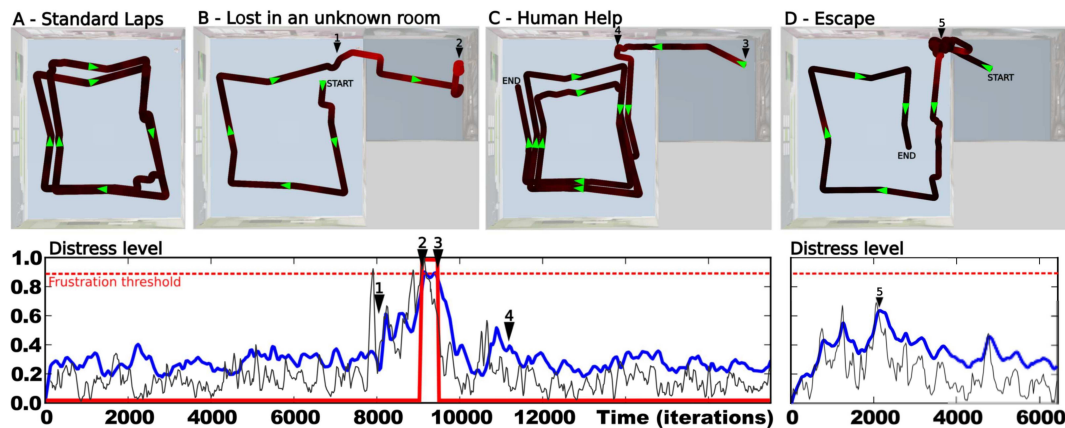 A - Standard Laps
B - Lost in an unknown room
C - Human Help
D - Escape
1
2
START
4
3
END
5
START
END
Distress level
1.0
0.8
0.6
0.4
0.2
0.0
Frustration threshold
1
2
3
4
2000
4000
6000
8000
10000
12000
Time (iterations)
Distress level
5
0
2000
4000
6000